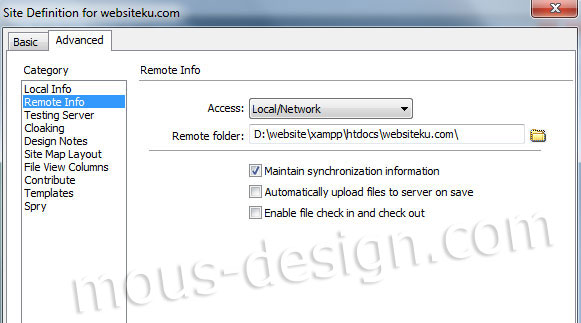 Site Definition for websiteku.com
Basic
Advanced
Category
Local Info
Remote Info
Testing Server
Cloaking
Design Notes
Site Map Layout
File View Columns
Contribute
Templates
Spry
Remote Info
Access: Local/Network
Remote folder: D:\website\xampp\htdocs\websiteku.com\
Maintain synchronization information
Automatically upload files to server on save
Enable file check in and check out
mous-design.com